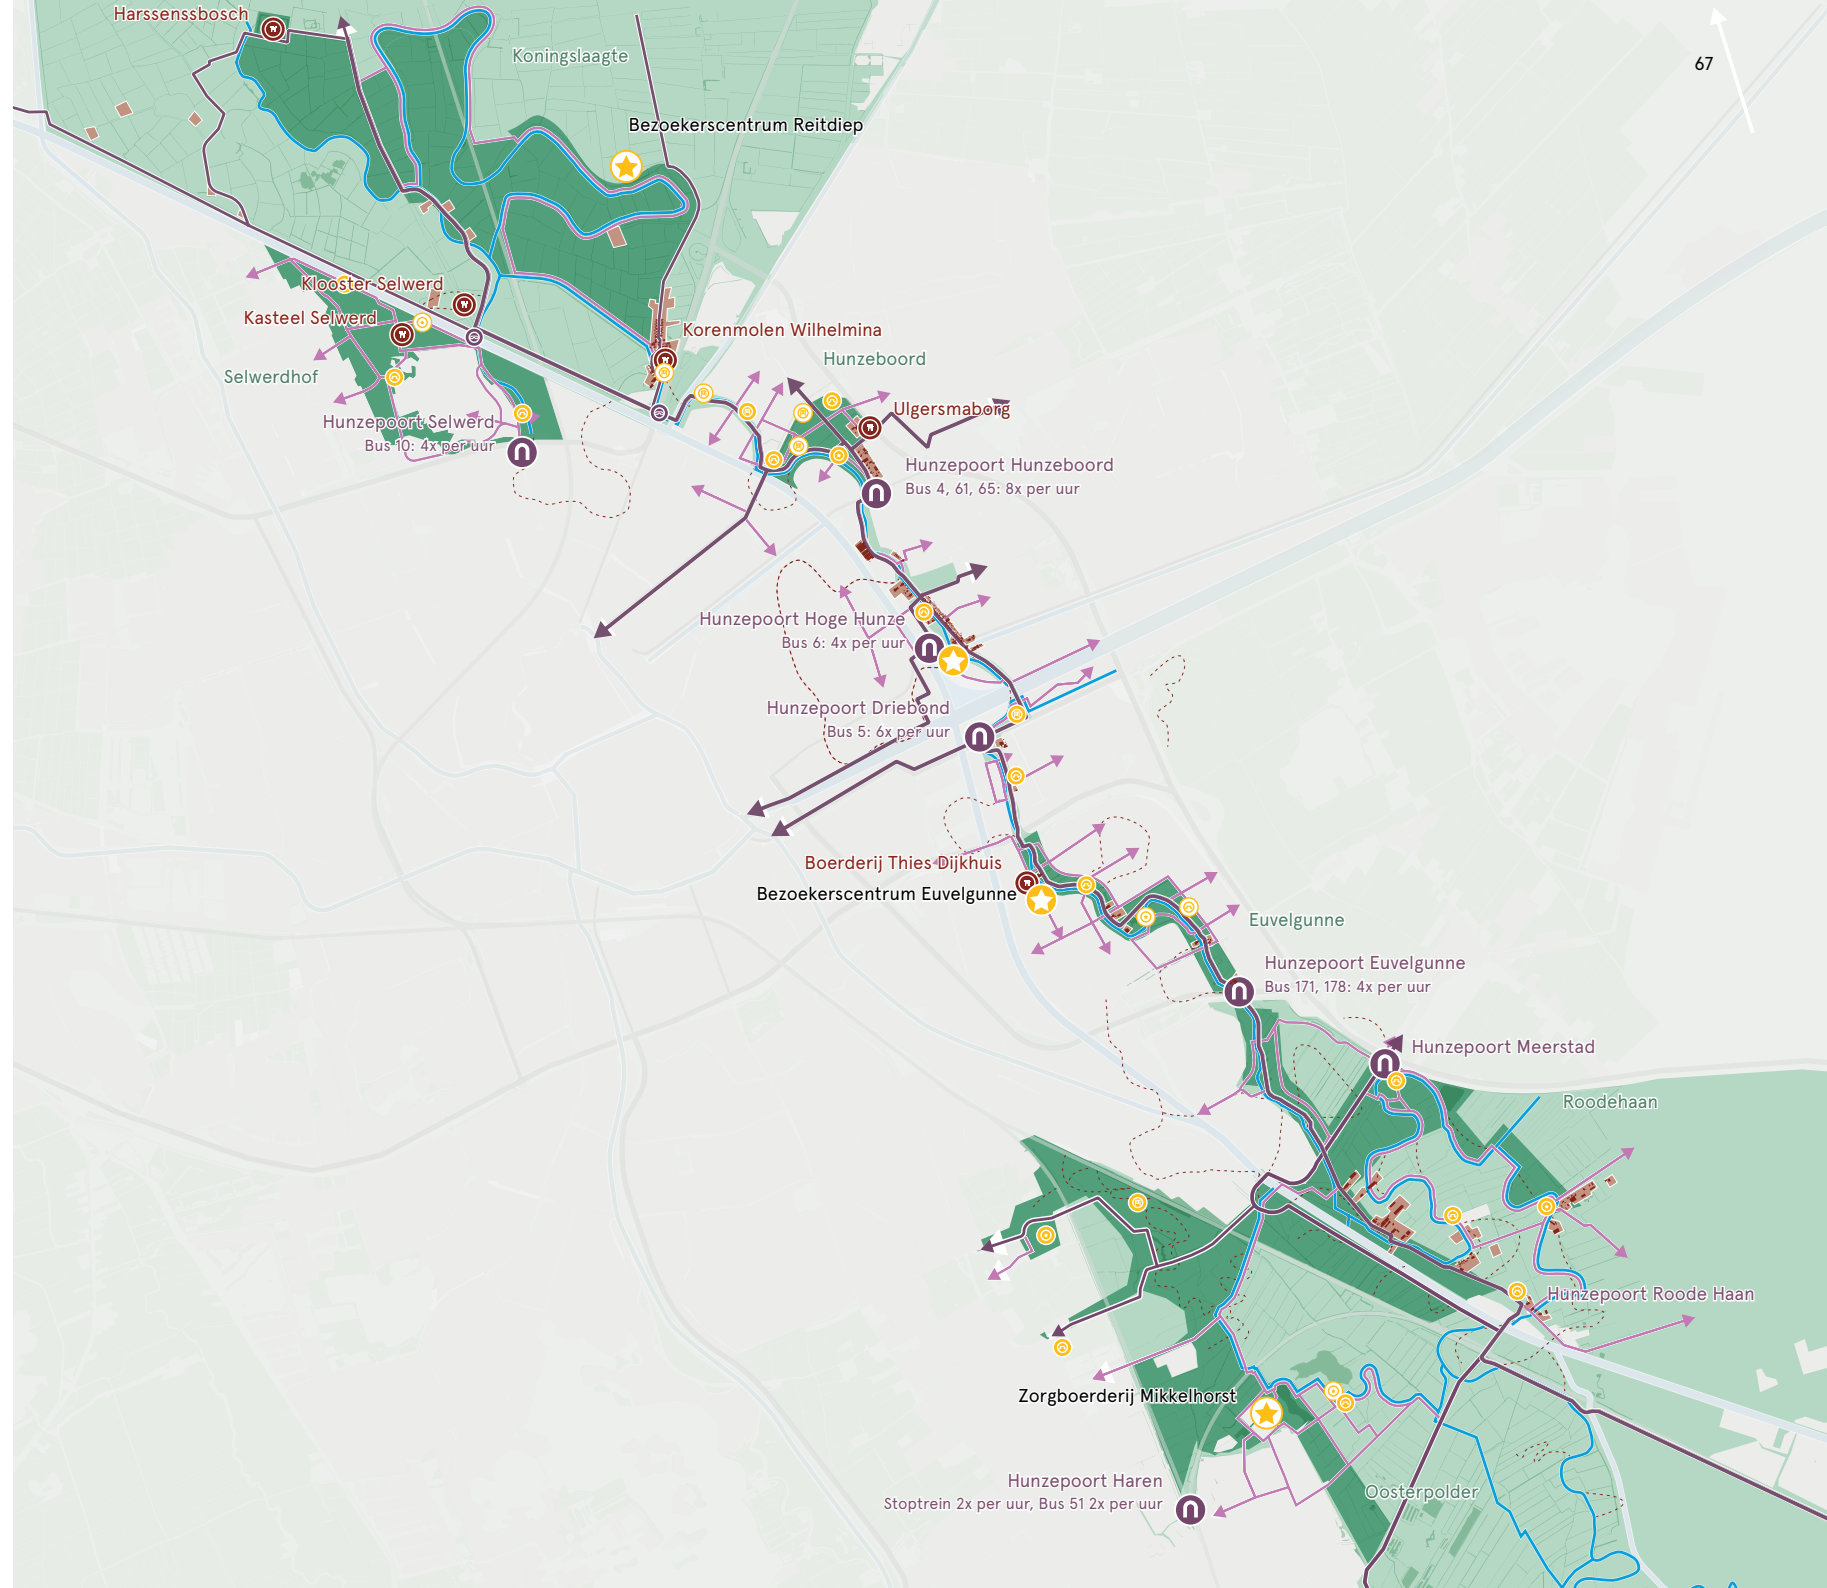 Harssenssbosch
Koningslaagte
67
Bezoekerscentrum Reitdiep
Klooster Selwerd
Kasteel Selwerd
Korenmolen Wilhelmina
Hunzeboord
Selwerdhof
Ulgersmaborg
Hunzepoort Selwerd
Bus 10: 4x per uur
Hunzepoort Hunzeboord
Bus 4, 61, 65: 8x per uur
Hunzepoort Hoge Hunze
Bus 6: 4x per uur
Hunzepoort Driebond
Bus 5: 6x per uur
Boerderij Thies Dijkhuis
Bezoekerscentrum Euvelgunne
Euvelgunne
Hunzepoort Euvelgunne
Bus 171, 178: 4x per uur
Hunzepoort Meerstad
Roodehaan
Hunzepoort Roode Haan
Zorgboerderij Mikkelhorst
Hunzepoort Haren
Stoptrein 2x per uur, Bus 51 2x per uur
Oosterpolder